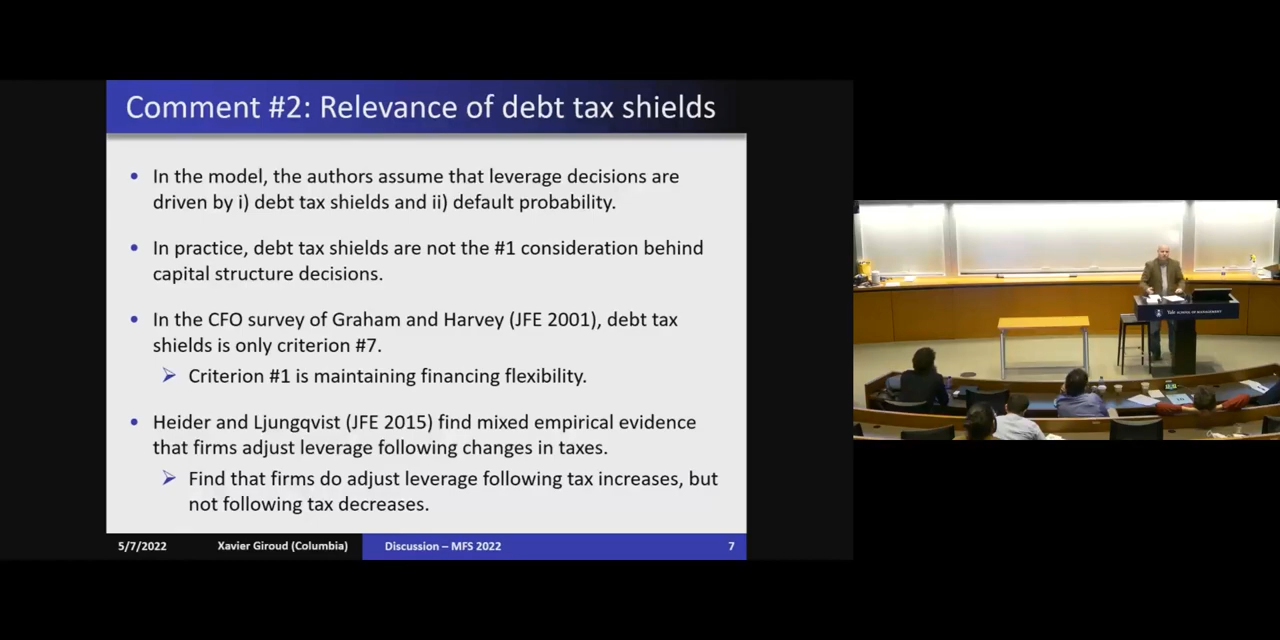 Comment #2: Relevance of debt tax shields
In the model, the authors assume that leverage decisions are
driven by i) debt tax shields and ii) default probability.
In practice, debt tax shields are not the #1 consideration behind
capital structure decisions.
In the CFO survey of Graham and Harvey (JFE 2001), debt tax
shields is only criterion #7.
Criterion #1 is maintaining financing flexibility.
Heider and Ljungqvist (JFE 2015) find mixed empirical evidence
that firms adjust leverage following changes in taxes.
Find that firms do adjust leverage following tax increases, but
not following tax decreases.
5/7/2022 Xavier Giroud (Columbia) Discussion – MFS 2022 7
Yale SCHOOL OF MANAGEMENT